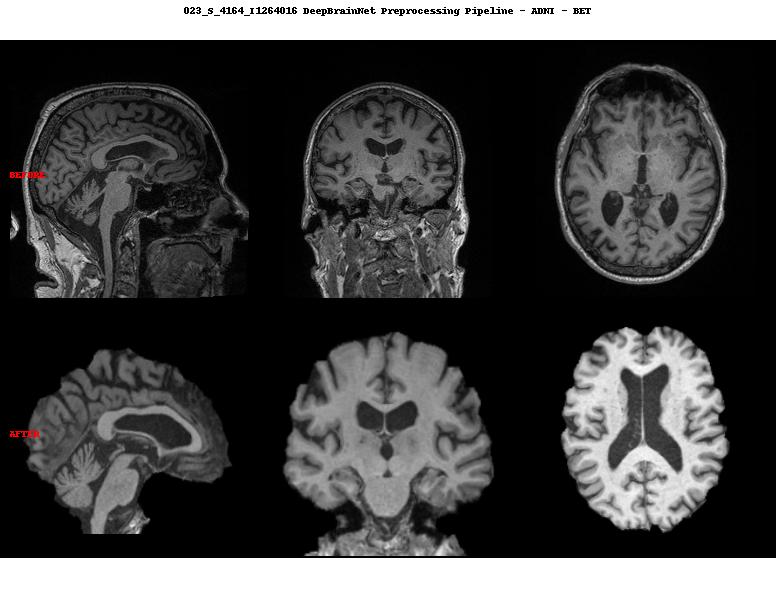 023_S_4164_I1264016 DeepBrainNet Preprocessing Pipeline - ADNI - BET
BEFORE
AFTER